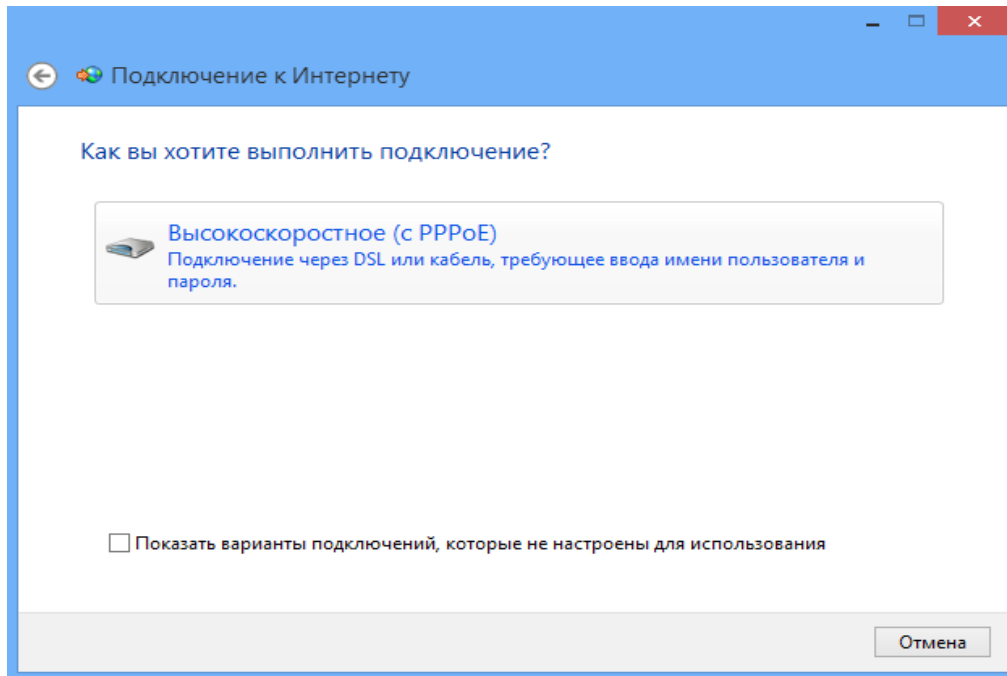 Подключение к Интернету
Как вы хотите выполнить подключение?
Высокоскоростное (с PPPoE)
Подключение через DSL или кабель, требующее ввода имени пользователя и
пароля.
Показать варианты подключений, которые не настроены для использования
Отмена